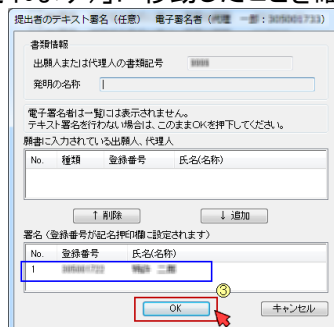 提出者のテキスト署名(任意) 電子署名者(
書類情報
出願人または代理人の書類記号
発明の名称
電子署名者は一覧には表示されません。
テキスト署名を行わない場合は、このままOKを押下してください。
願書に入力されている出願人、代理人
No. 種類 登録番号 氏名(名称)
↑ 削除 ↓ 追加
署名(登録番号が記名押印欄に設定されます)
No. 登録番号 氏名(名称)
1
③
OK キャンセル